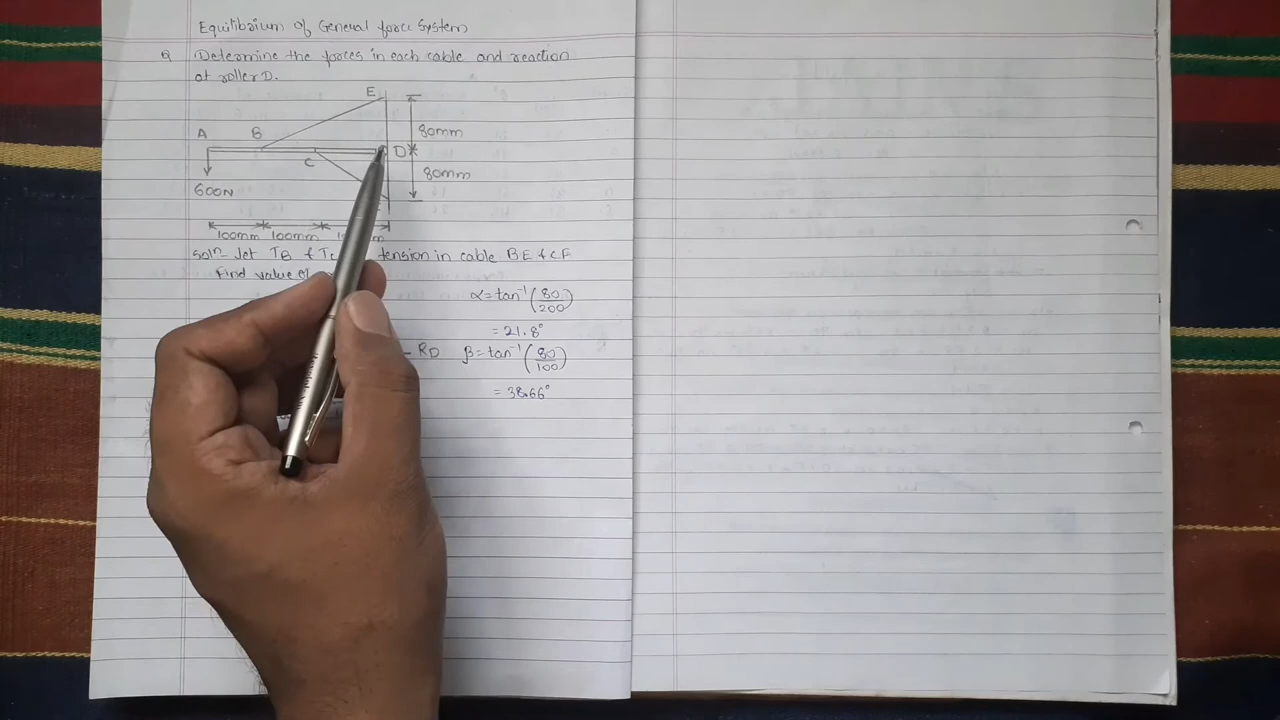 Equilibrium of General force System
Q Determine the forces in each cable and reaction
at roller D.
E
A B
80mm
D
C
80mm
600N
100mm 100mm
Soln Let TB & tension in cable BE & CF
Find value of
α = tan⁻¹ (80/200)
= 21.8°
RD β = tan⁻¹ (80/100)
= 38.66°